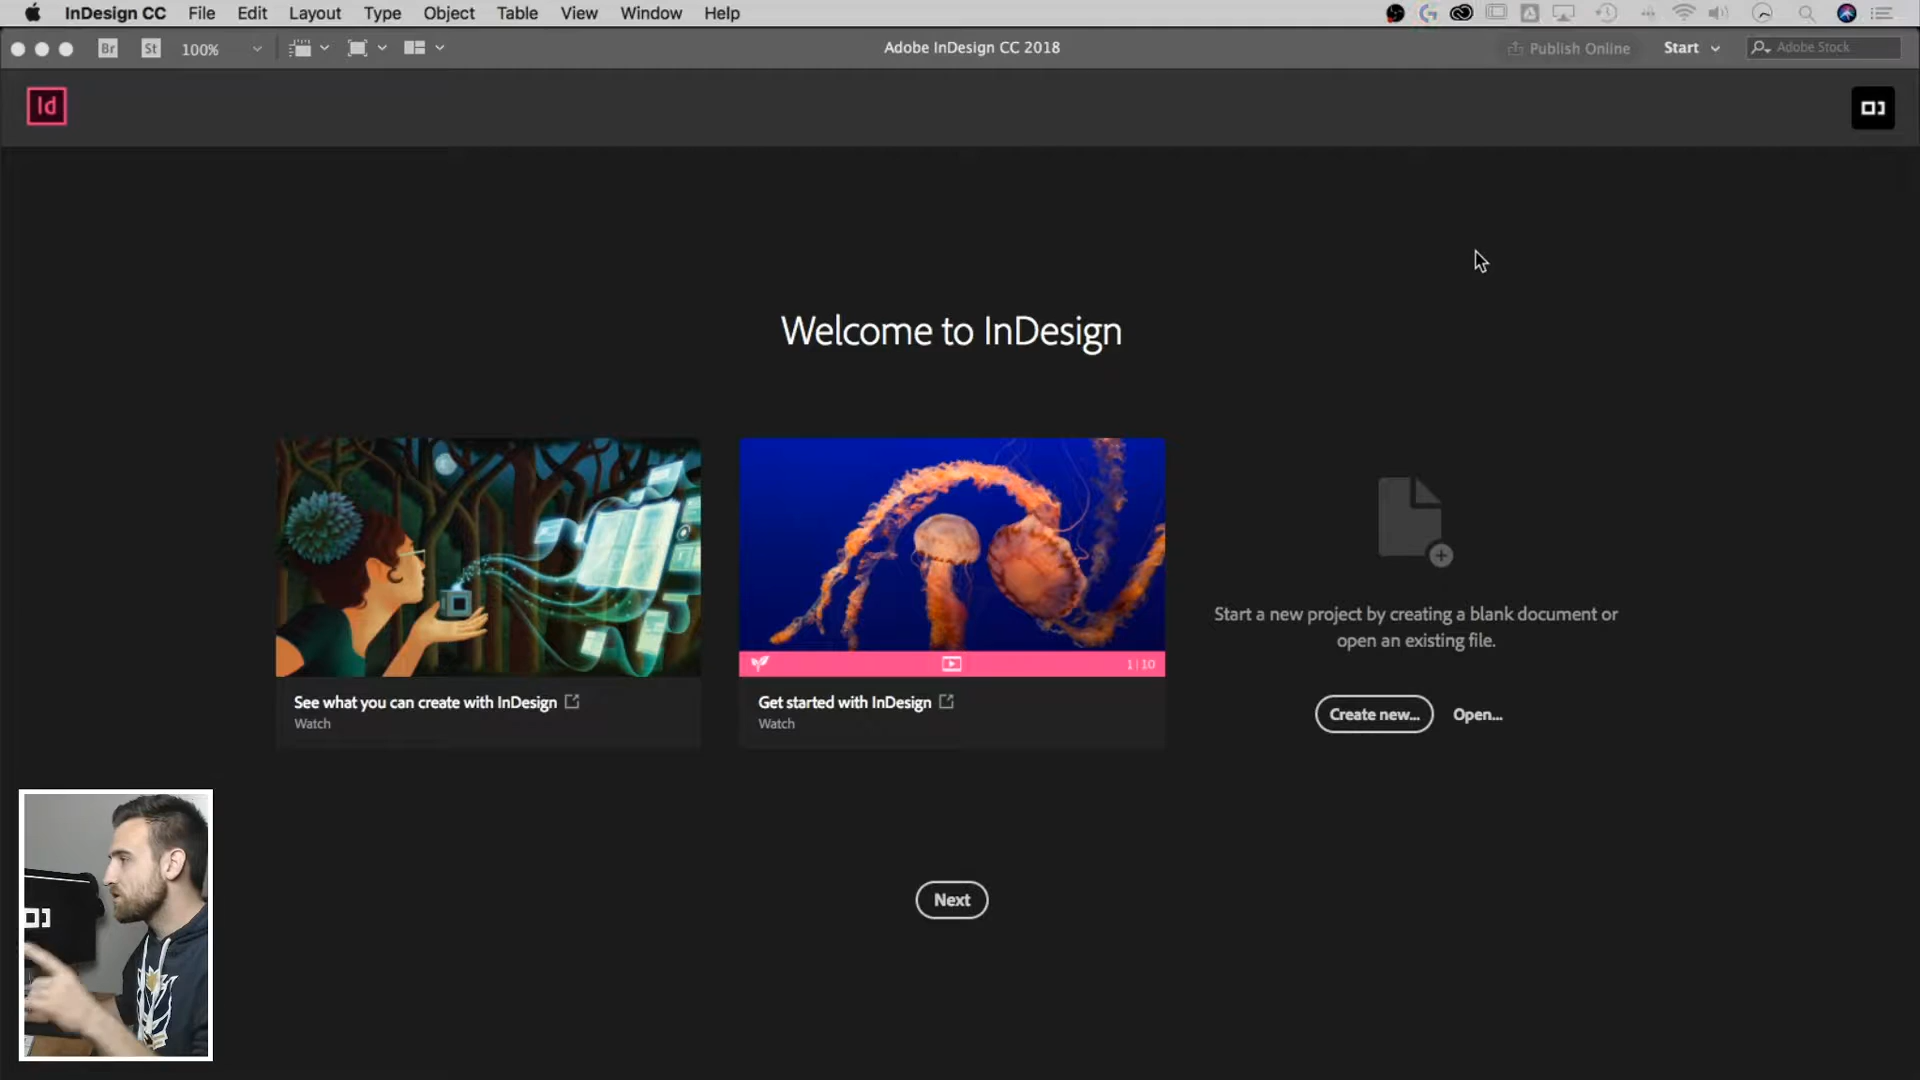 InDesign CC File Edit Layout Type Object Table View Window Help
Br St 100% Adobe InDesign CC 2018 Publish Online Start Adobe Stock
Id
Welcome to InDesign
1 | 10
See what you can create with InDesign
Watch
Get started with InDesign
Watch
Start a new project by creating a blank document or
open an existing file.
Create new... Open...
Next